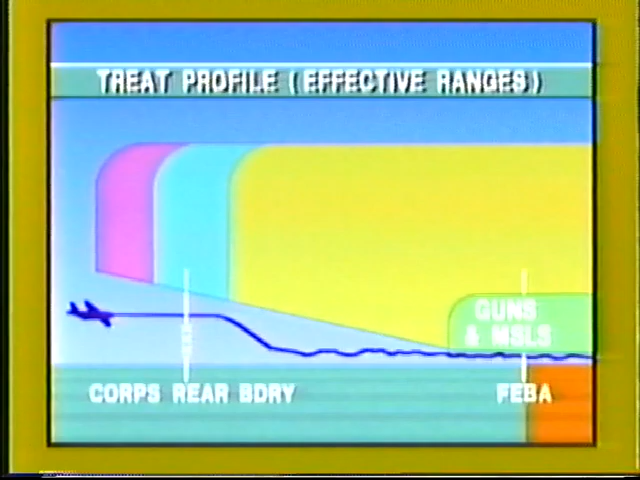 TREAT PROFILE (EFFECTIVE RANGES)
GUNS
& MSLS
CORPS REAR BDRY
FEBA